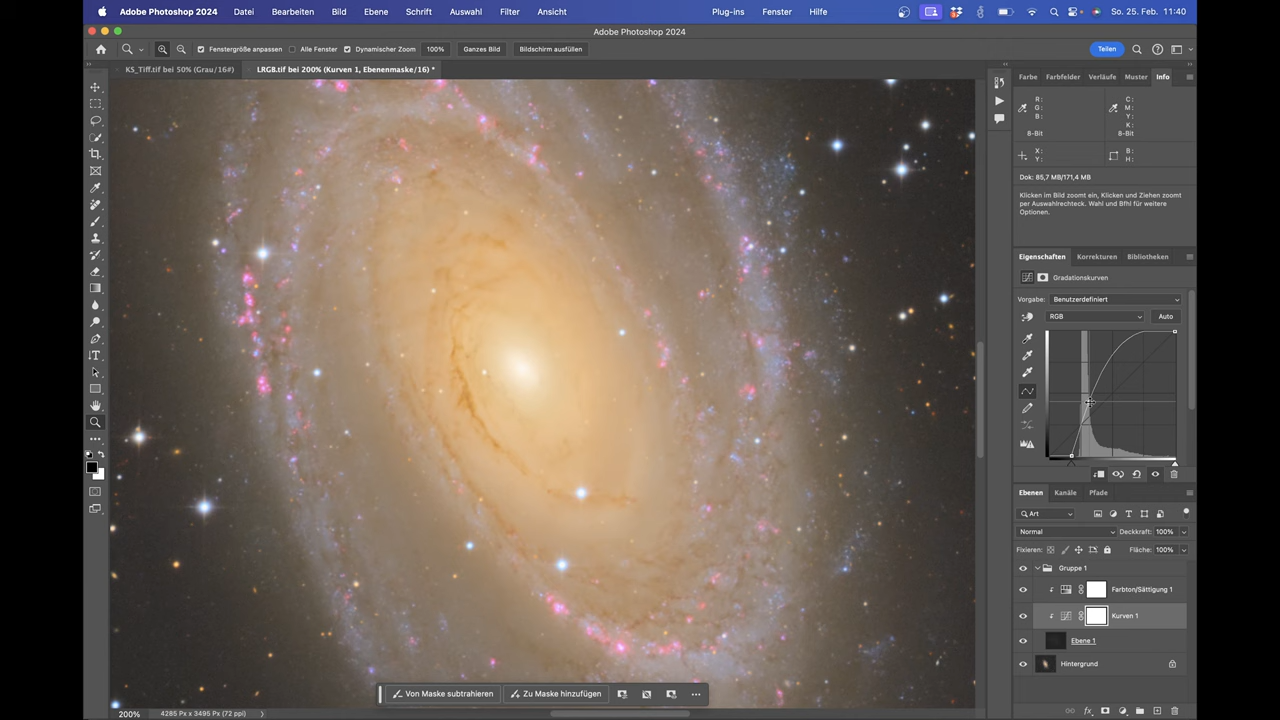 Adobe Photoshop 2024 Datei Bearbeiten Bild Ebene Schrift Auswahl Filter Ansicht Plug-ins Fenster Hilfe So. 25. Feb. 11:40
Adobe Photoshop 2024
Fenstergröße anpassen Alle Fenster Dynamischer Zoom 100% Ganzes Bild Bildschirm ausfüllen Teilen
KS_Tiff.tif bei 50% (Grau/16#) LRGB.tif bei 200% (Kurven 1, Ebenenmaske/16) *
Farbe Farbfelder Verläufe Muster Info
R: C:
G: M:
B: Y:
K:
8-Bit 8-Bit
X: B:
Y: H:
Dok: 85,7 MB/171,4 MB
Klicken im Bild zoomt ein, Klicken und Ziehen zoomt
per Auswahlrechteck. Wahl und Bfhl für weitere
Optionen.
Eigenschaften Korrekturen Bibliotheken
Gradationskurven
Vorgabe: Benutzerdefiniert
RGB Auto
Ebenen Kanäle Pfade
Art
Normal Deckkraft: 100%
Fixieren: Fläche: 100%
Gruppe 1
Farbton/Sättigung 1
Kurven 1
Ebene 1
Hintergrund
Von Maske subtrahieren Zu Maske hinzufügen
200% 4285 Px x 3495 Px (72 ppi)